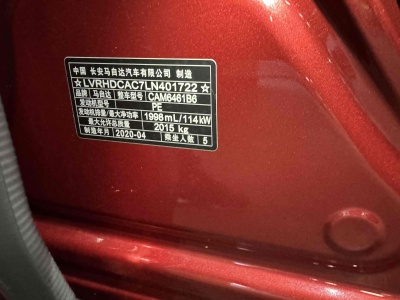 中国 长安马自达汽车有限公司 制造
☆LVRHDCAC7LN401722☆
品牌 马自达 整车型号 CAM6461B6
发动机型号 PE
发动机排量/最大净功率 1998mL/114kW
最大允许总质量 2015 kg
制造年月 2020-04 乘坐人数 5